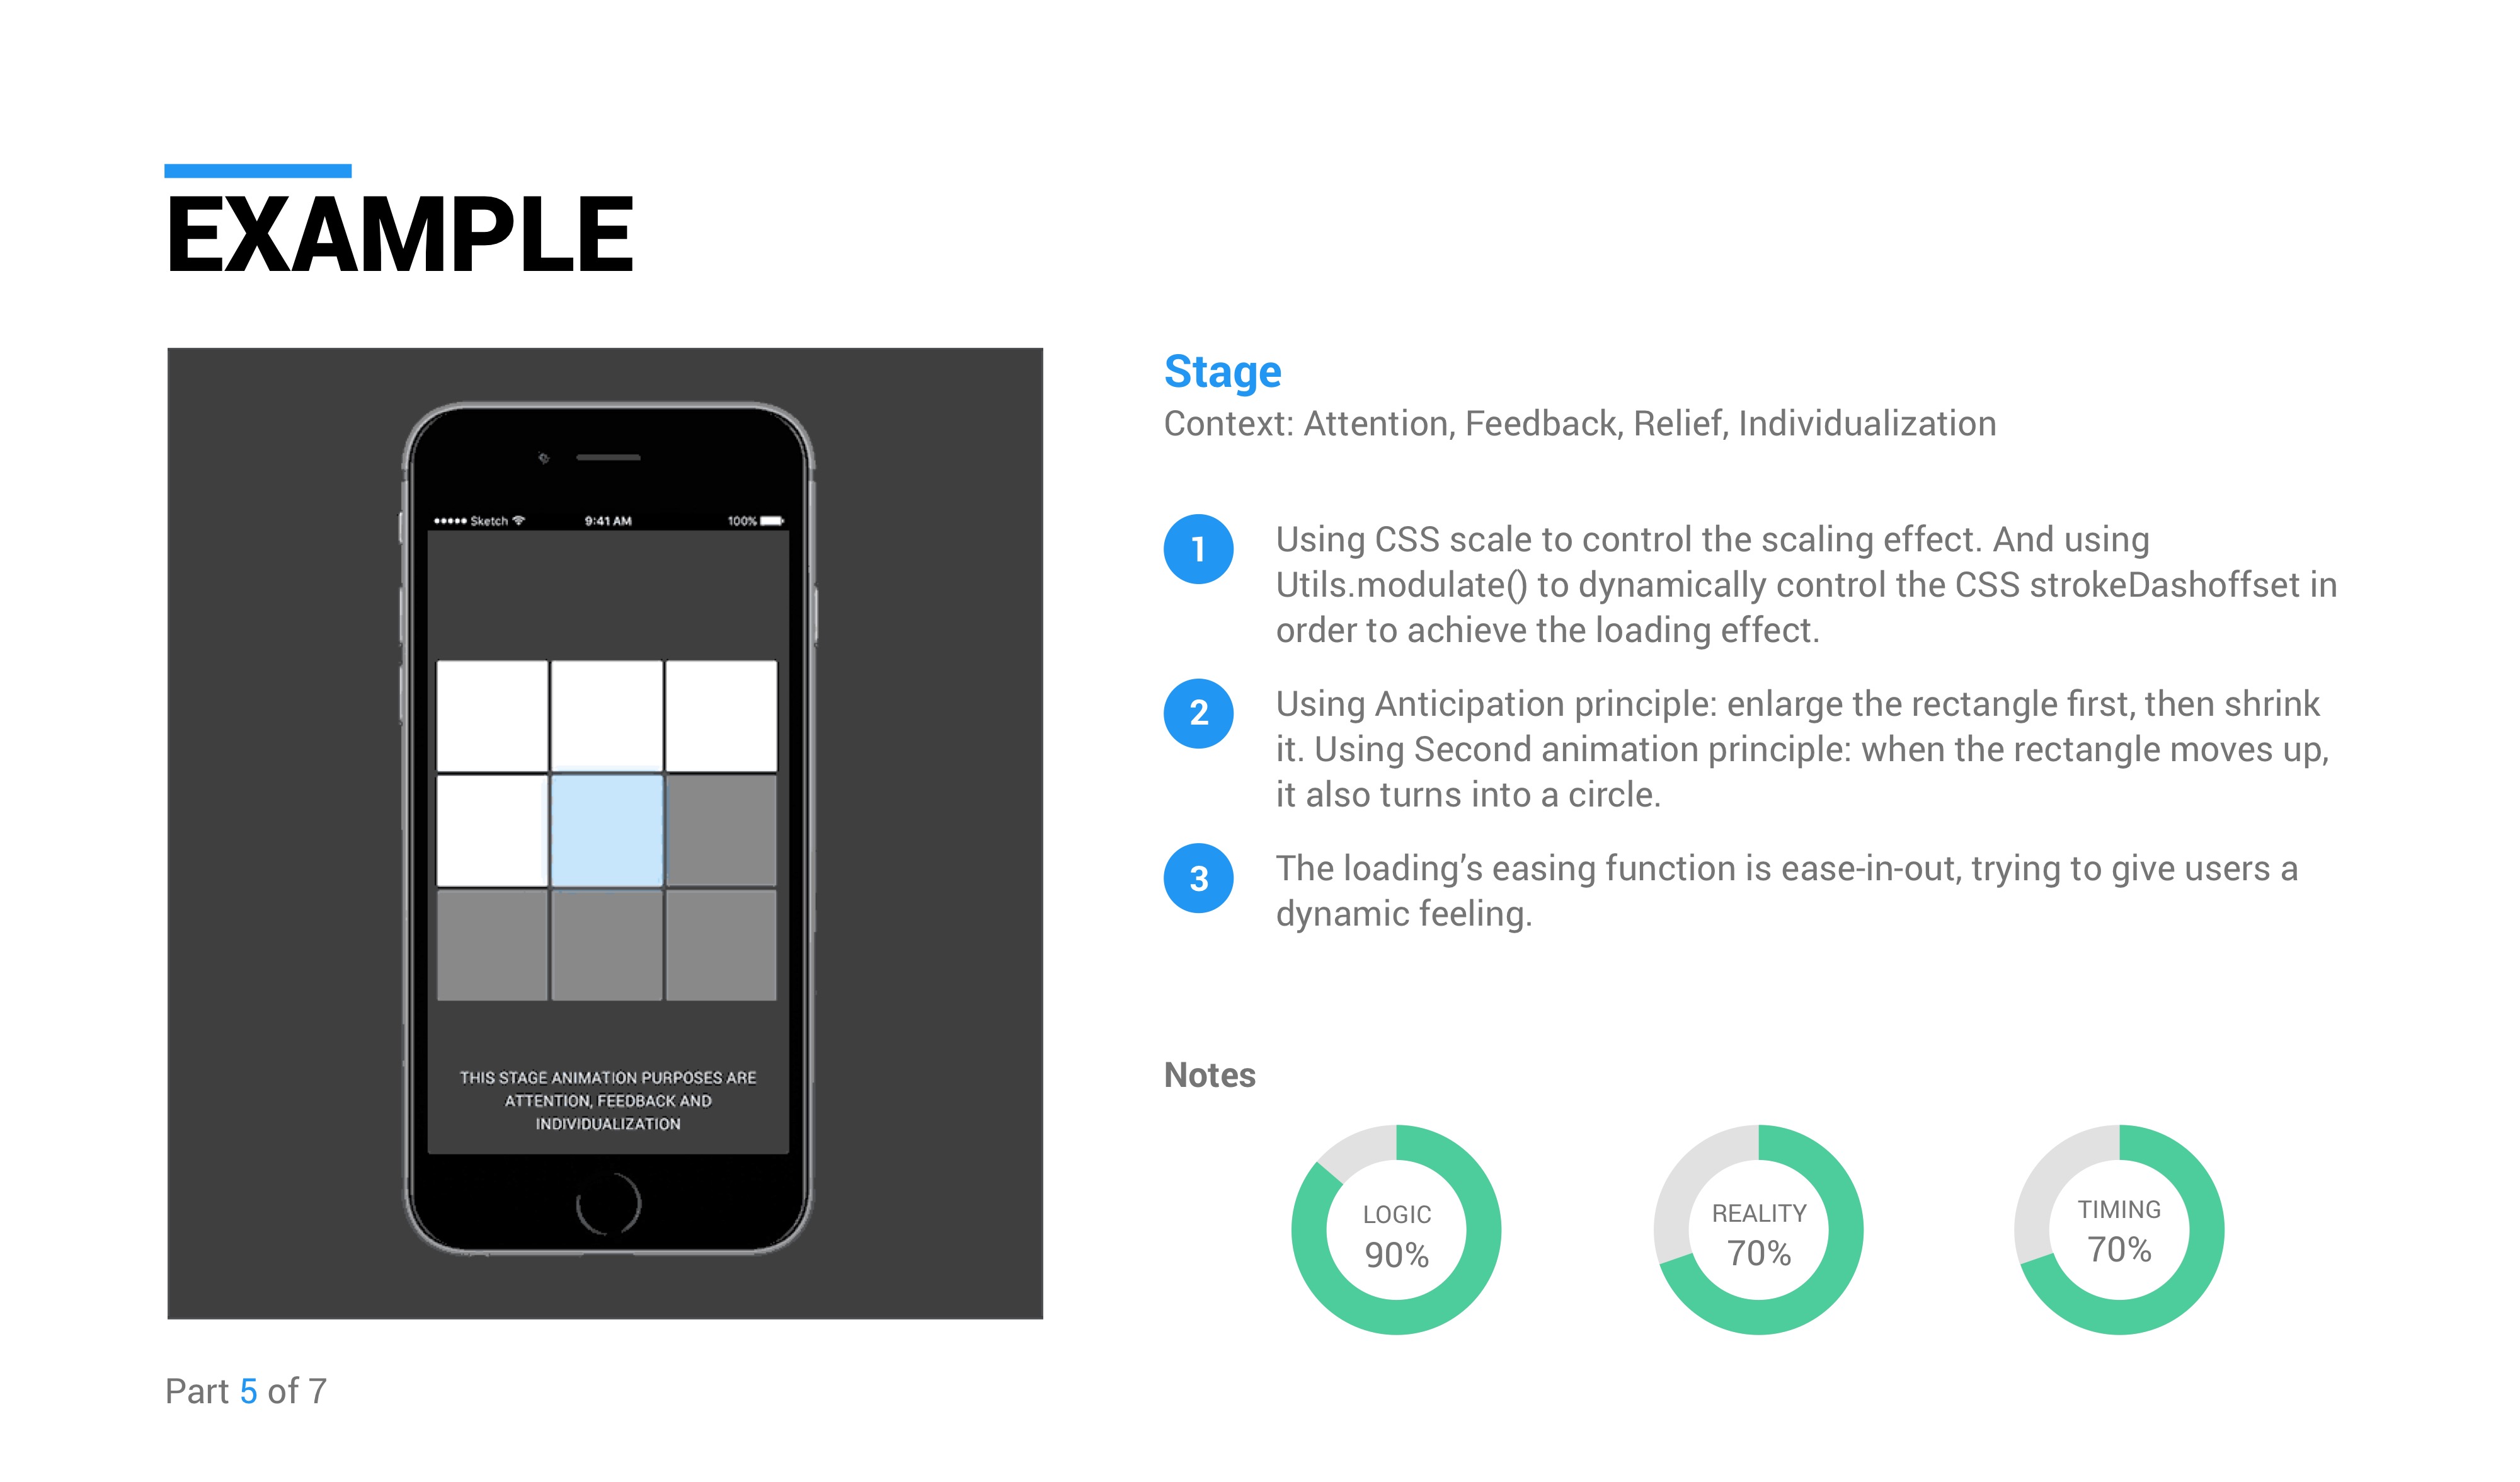 EXAMPLE
Sketch
9:41 AM
100%
THIS STAGE ANIMATION PURPOSES ARE
ATTENTION, FEEDBACK AND
INDIVIDUALIZATION
Stage
Context: Attention, Feedback, Relief, Individualization
1
Using CSS scale to control the scaling effect. And using
Utils.modulate() to dynamically control the CSS strokeDashoffset in
order to achieve the loading effect.
2
Using Anticipation principle: enlarge the rectangle first, then shrink
it. Using Second animation principle: when the rectangle moves up,
it also turns into a circle.
3
The loading’s easing function is ease-in-out, trying to give users a
dynamic feeling.
Notes
LOGIC
90%
REALITY
70%
TIMING
70%
Part 5 of 7